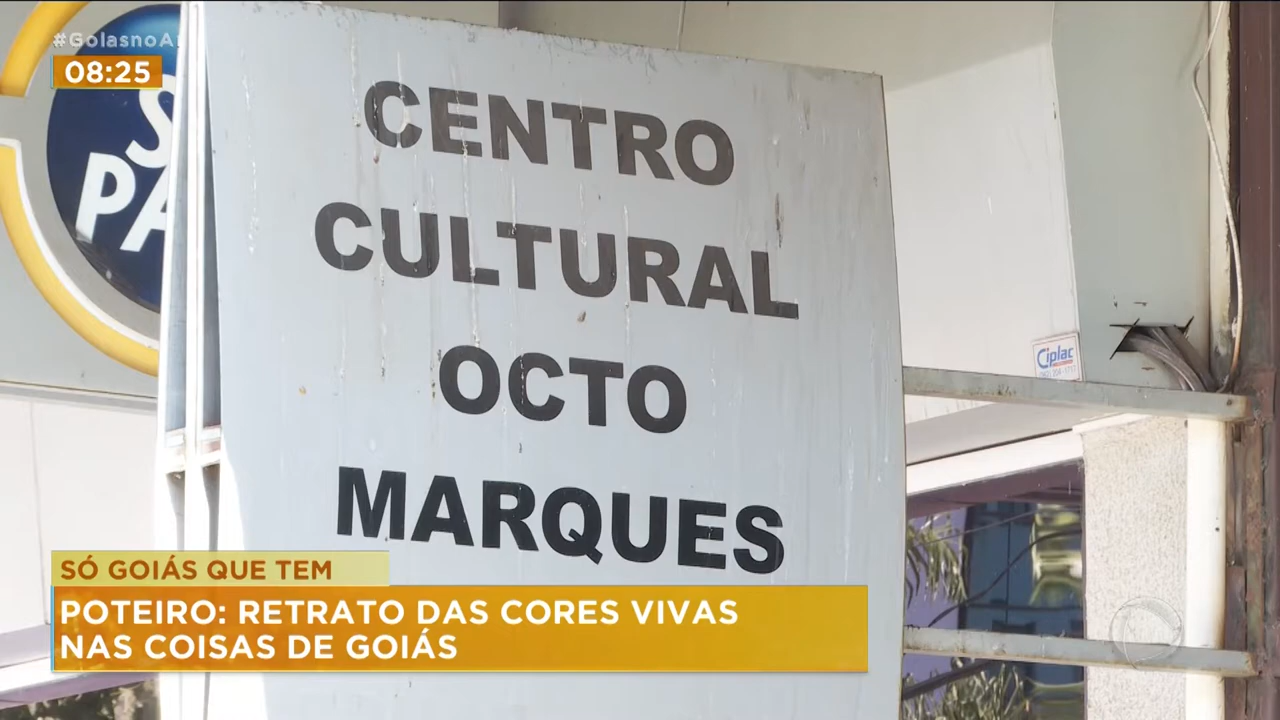 #GoiásnoAr
08:25
CENTRO
CULTURAL
OCTO
MARQUES
Ciplac
SÓ GOIÁS QUE TEM
POTEIRO: RETRATO DAS CORES VIVAS
NAS COISAS DE GOIÁS